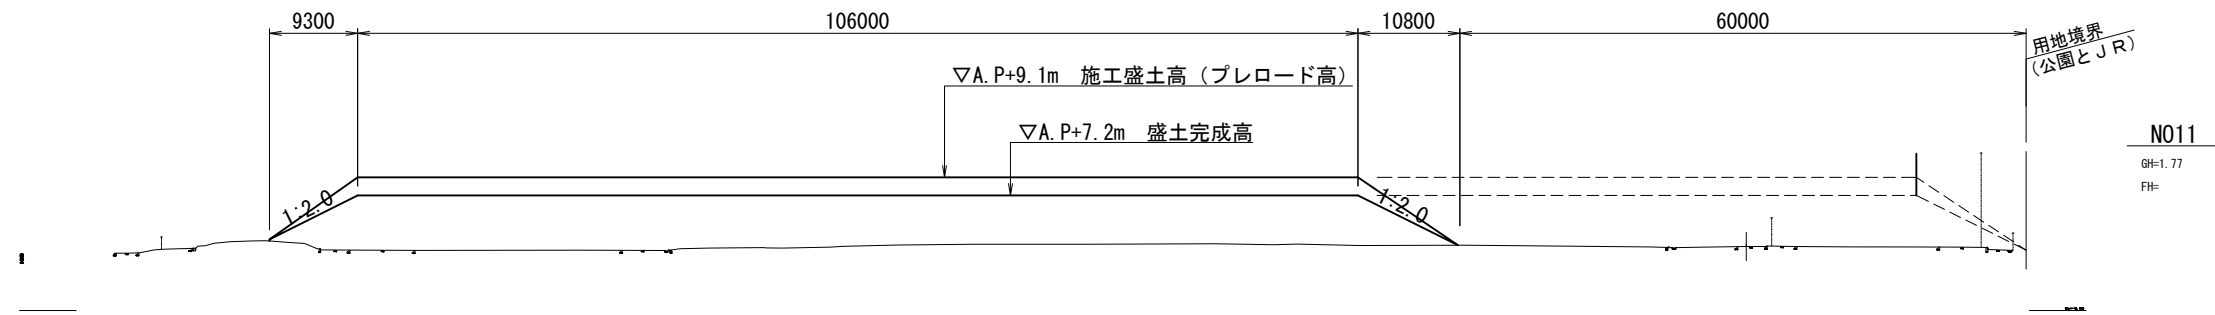 9300
106000
10800
60000
用地境界
(公園とJR)
▽A.P+9.1m 施工盛土高（プレロード高）
▽A.P+7.2m 盛土完成高
NO11
GH=1.77
FH=
1:2.0
1:2.0